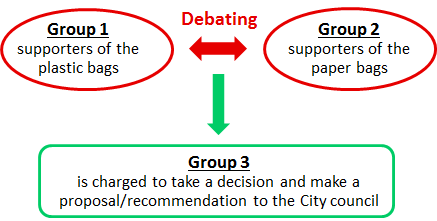 Debating
Group 1
supporters of the
plastic bags
Group 2
supporters of the
paper bags
Group 3
is charged to take a decision and make a
proposal/recommendation to the City council